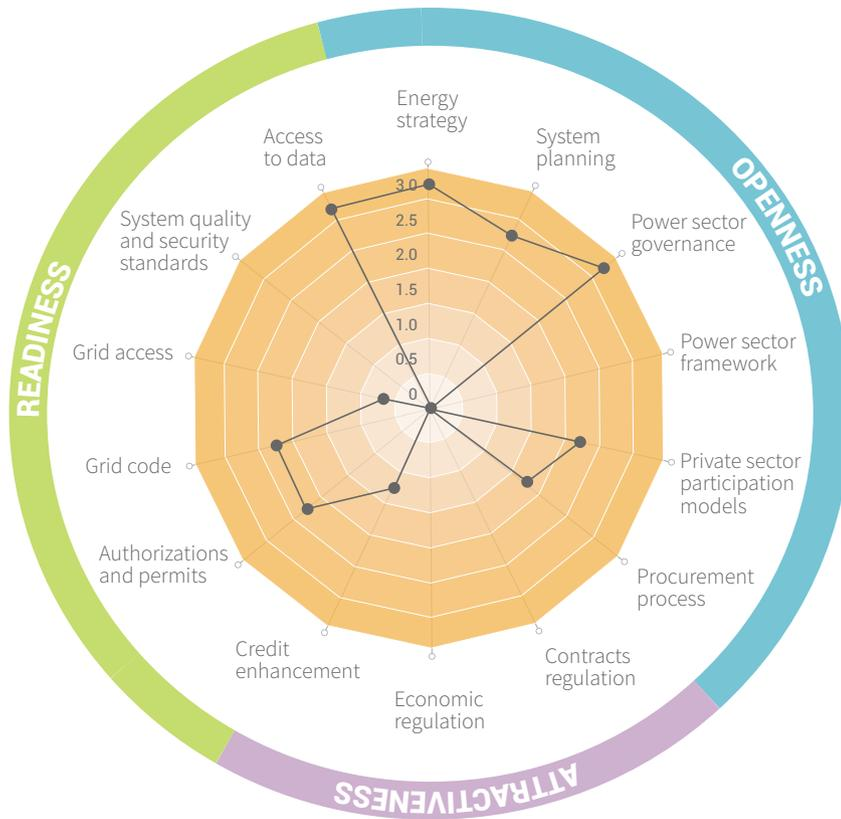 Energy
strategy
System
planning
Power sector
governance
Power sector
framework
Private sector
participation
models
Procurement
process
Contracts
regulation
Economic
regulation
Credit
enhancement
Authorizations
and permits
Grid code
Grid access
System quality
and security
standards
Access
to data
3.0
2.5
2.0
1.5
1.0
0.5
0
OPENNESS
ATTRACTIVENESS
READINESS